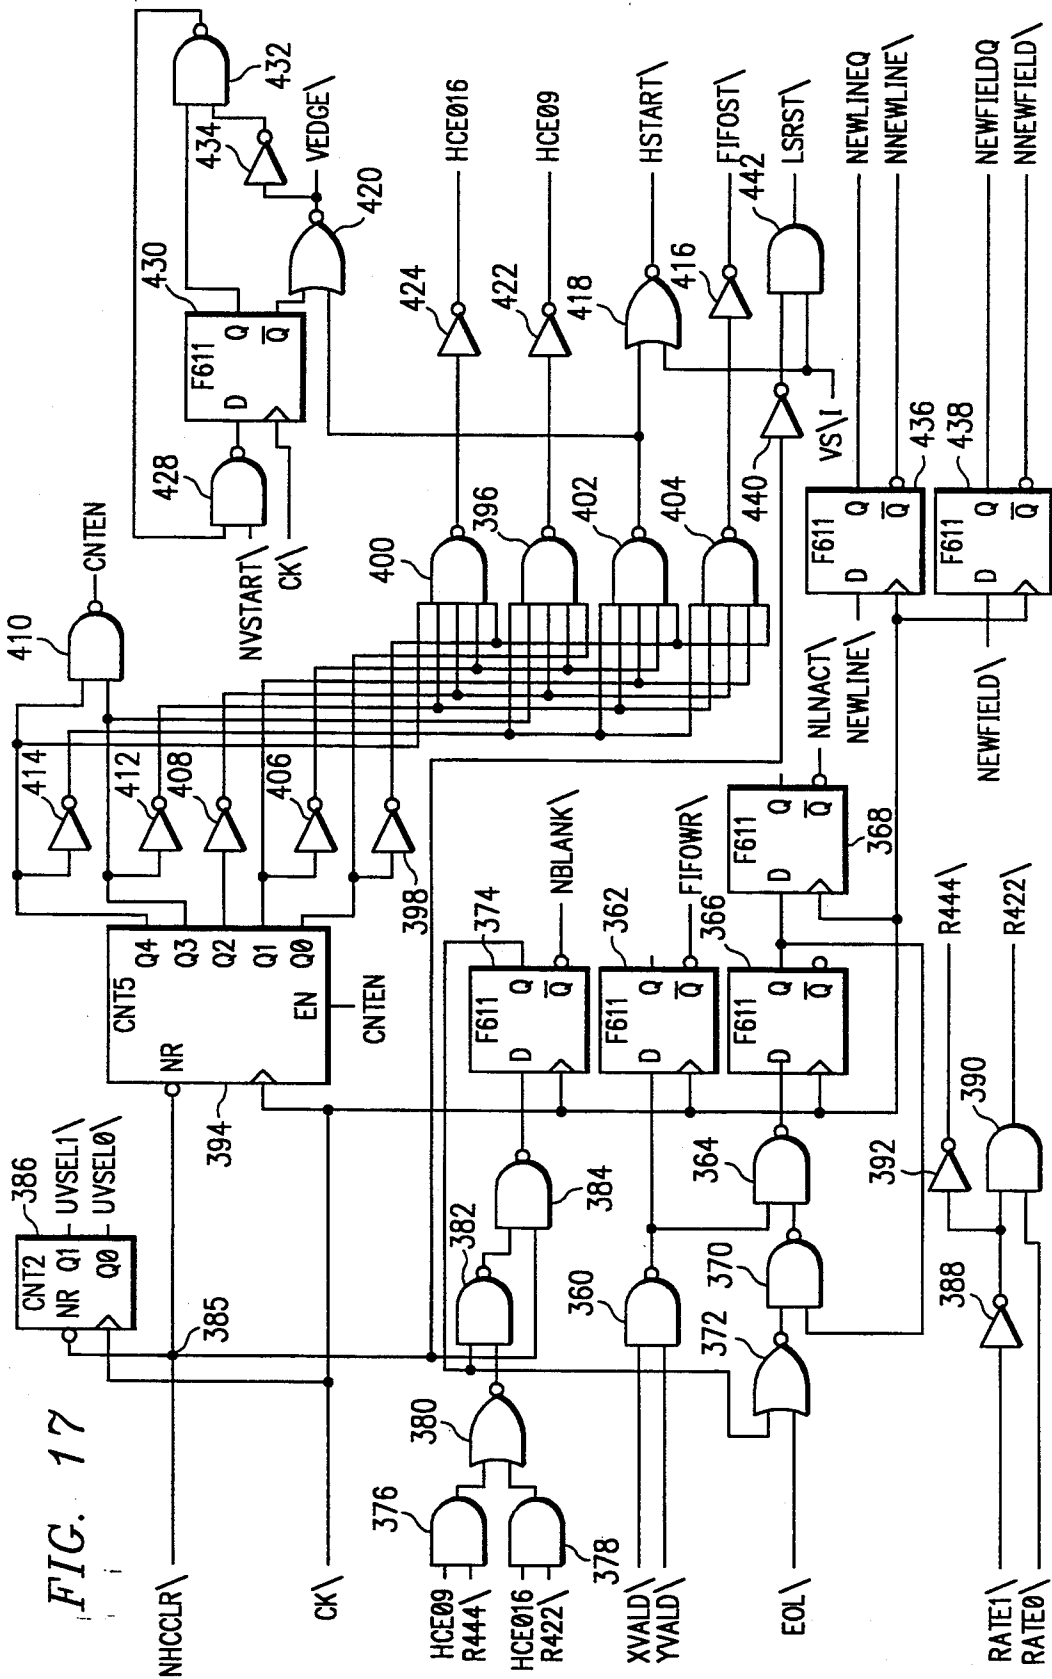 FIG. 17
NHCCLR\
CK\
HCE09
R444\
HCE016
R422\
XVALD\
YVALD\
EOL\
RATE1\
RATE0\
386
CNT2
NR Q1
Q0
UVSEL1\
UVSEL0\
385
394
CNT5
NR
Q4
Q3
Q2
Q1
Q0
EN
CNTEN
414
412
408
406
398
410
CNTEN
NVSTART\
CK\
428
430
F611
D
Q
Q
432
434
VEDGE\
420
400
396
402
404
424
HCE016
422
HCE09
418
HSTART\
416
FIFOST\
440
442
LSRST\
VS\I
376
378
380
382
384
374
F611
D
Q
Q
NBLANK\
360
362
F611
D
Q
Q
FIFOWR\
364
366
F611
D
Q
Q
370
372
368
F611
D
Q
Q
NLNACT\
NEWLINE\
436
F611
D
Q
Q
NEWLINEQ
NNEWLINE\
NEWFIELD\
438
F611
D
Q
Q
NEWFIELDQ
NNEWFIELD\
388
392
390
R444\
R422\